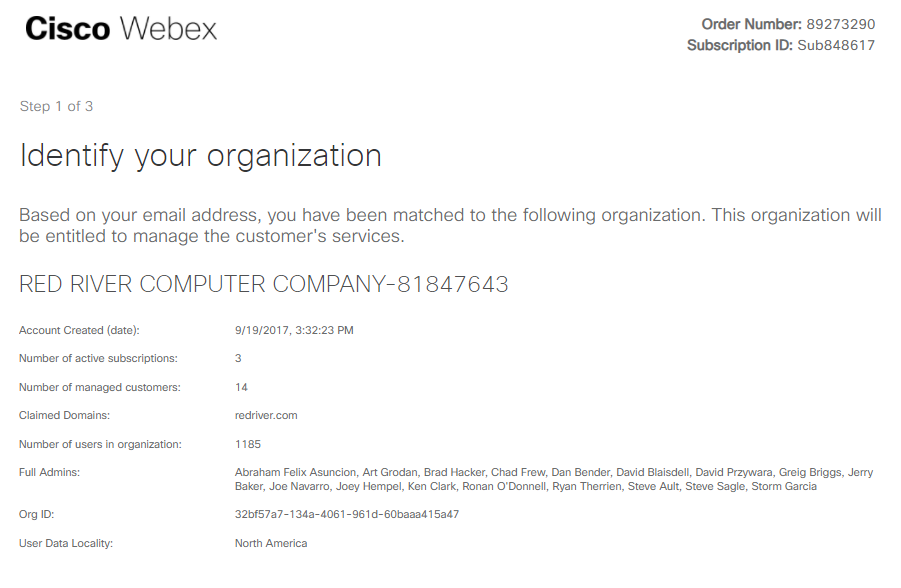 Cisco Webex
Order Number: 89273290
Subscription ID: Sub848617
Step 1 of 3
Identify your organization
Based on your email address, you have been matched to the following organization. This organization will
be entitled to manage the customer's services.
RED RIVER COMPUTER COMPANY-81847643
Account Created (date): 9/19/2017, 3:32:23 PM
Number of active subscriptions: 3
Number of managed customers: 14
Claimed Domains: redriver.com
Number of users in organization: 1185
Full Admins: Abraham Felix Asuncion, Art Grodan, Brad Hacker, Chad Frew, Dan Bender, David Blaisdell, David Przywara, Greig Briggs, Jerry
Baker, Joe Navarro, Joey Hempel, Ken Clark, Ronan O'Donnell, Ryan Therrien, Steve Ault, Steve Sagle, Storm Garcia
Org ID: 32bf57a7-134a-4061-961d-60baaa415a47
User Data Locality: North America